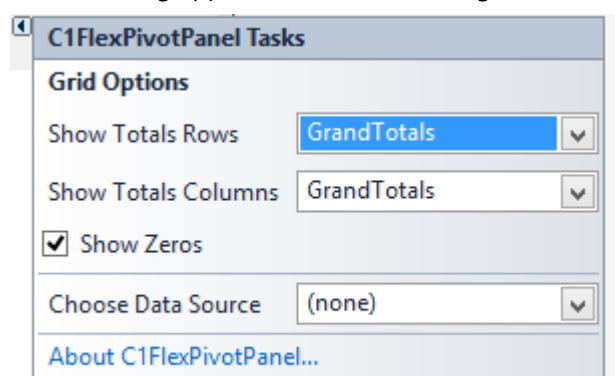 C1FlexPivotPanel Tasks
Grid Options
Show Totals Rows GrandTotals
Show Totals Columns GrandTotals
Show Zeros
Choose Data Source (none)
About C1FlexPivotPanel...